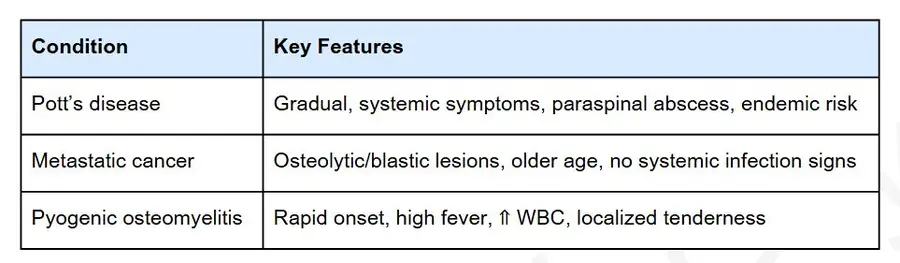 Condition Key Features
Pott’s disease Gradual, systemic symptoms, paraspinal abscess, endemic risk
Metastatic cancer Osteolytic/blastic lesions, older age, no systemic infection signs
Pyogenic osteomyelitis Rapid onset, high fever, ⇑ WBC, localized tenderness